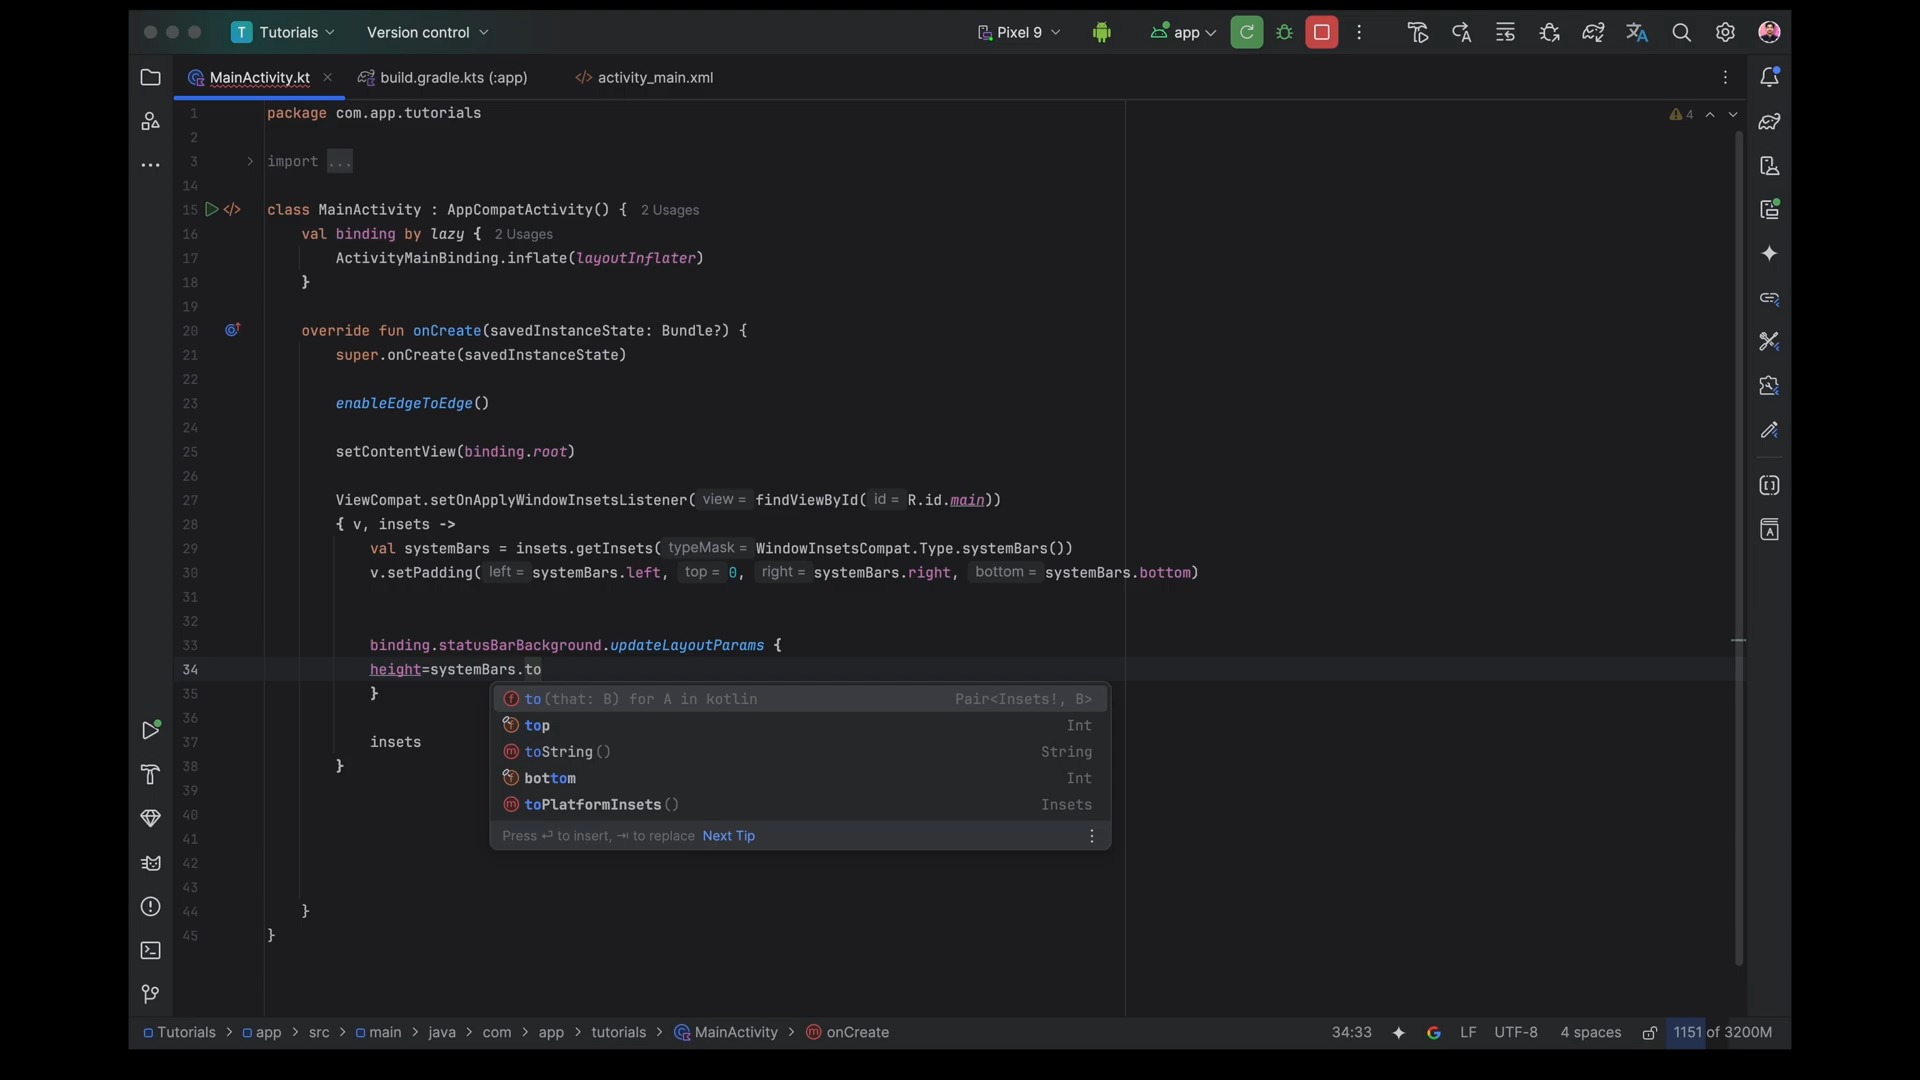 T Tutorials Version control Pixel 9 app
MainActivity.kt build.gradle.kts (:app) activity_main.xml
1 package com.app.tutorials 4
2
3 import ...
14
15 class MainActivity : AppCompatActivity() { 2 Usages
16 val binding by lazy { 2 Usages
17 ActivityMainBinding.inflate(layoutInflater)
18 }
19
20 override fun onCreate(savedInstanceState: Bundle?) {
21 super.onCreate(savedInstanceState)
22
23 enableEdgeToEdge()
24
25 setContentView(binding.root)
26
27 ViewCompat.setOnApplyWindowInsetsListener( view = findViewById( id = R.id.main))
28 { v, insets ->
29 val systemBars = insets.getInsets( typeMask = WindowInsetsCompat.Type.systemBars())
30 v.setPadding( left = systemBars.left, top = 0, right = systemBars.right, bottom = systemBars.bottom)
31
32
33 binding.statusBarBackground.updateLayoutParams {
34 height=systemBars.to
35 }
to(that: B) for A in kotlin Pair<Insets!, B>
36
top Int
37 insets
toString() String
38 }
bottom Int
39
toPlatformInsets() Insets
40
Press ⏎ to insert, ⇥ to replace Next Tip
41
42
43
44 }
45 }
Tutorials > app > src > main > java > com > app > tutorials > MainActivity > onCreate 34:33 LF UTF-8 4 spaces 1151 of 3200M